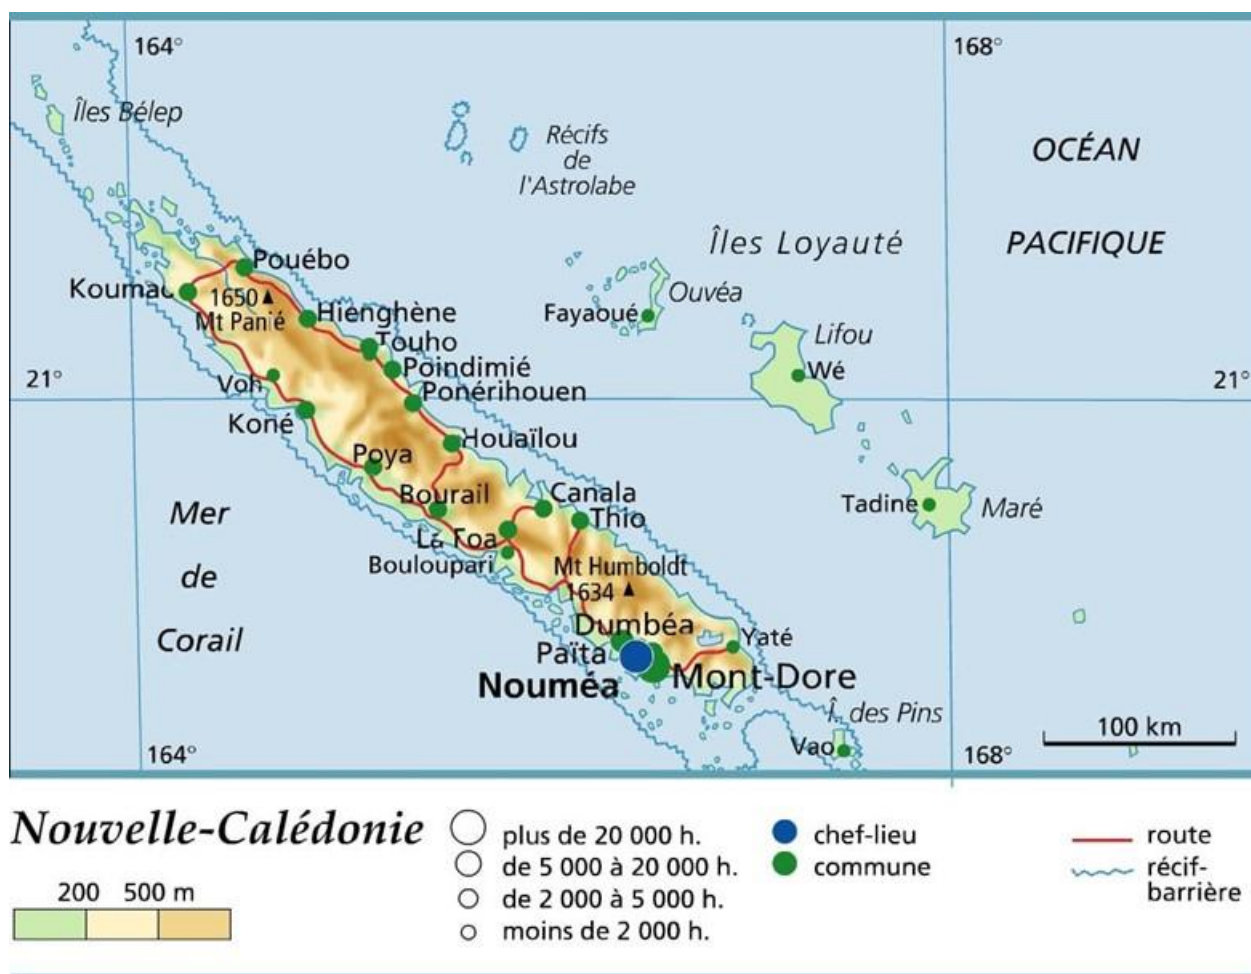 164°
168°
Îles Bélep
Récifs
de
l'Astrolabe
OCÉAN
PACIFIQUE
Îles Loyauté
Pouébo
Koumac
1650
Mt Panié
Hienghène
Ouvéa
Fayaoué
Touho
Lifou
Wé
Poindimié
21°
21°
Voh
Ponérihouen
Koné
Houaïlou
Poya
Bourail
Canala
Tadine
Maré
Thio
Mer
de
Corail
La Foa
Bouloupari
Mt Humboldt
1634
Dumbéa
Yaté
Païta
Nouméa
Mont-Dore
Î. des Pins
Vao
100 km
164°
168°
Nouvelle-Calédonie
200 500 m
plus de 20 000 h.
de 5 000 à 20 000 h.
de 2 000 à 5 000 h.
moins de 2 000 h.
chef-lieu
commune
route
récif-
barrière